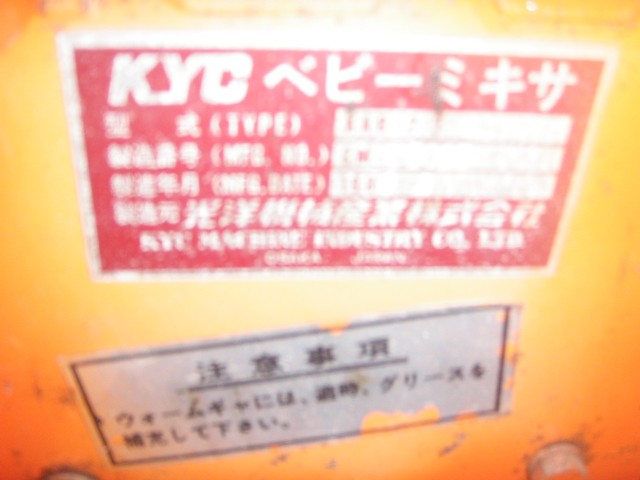 KYC ベビーミキサ
型 式(TYPE)
製造番号(MFG. NO.)
製造年月(MFG.DATE)
製造元 光洋機械産業株式会社
KYC MACHINE INDUSTRY CO., LTD.
OSAKA JAPAN
注意事項
ウォームギヤには、適時、グリースを
補充して下さい。